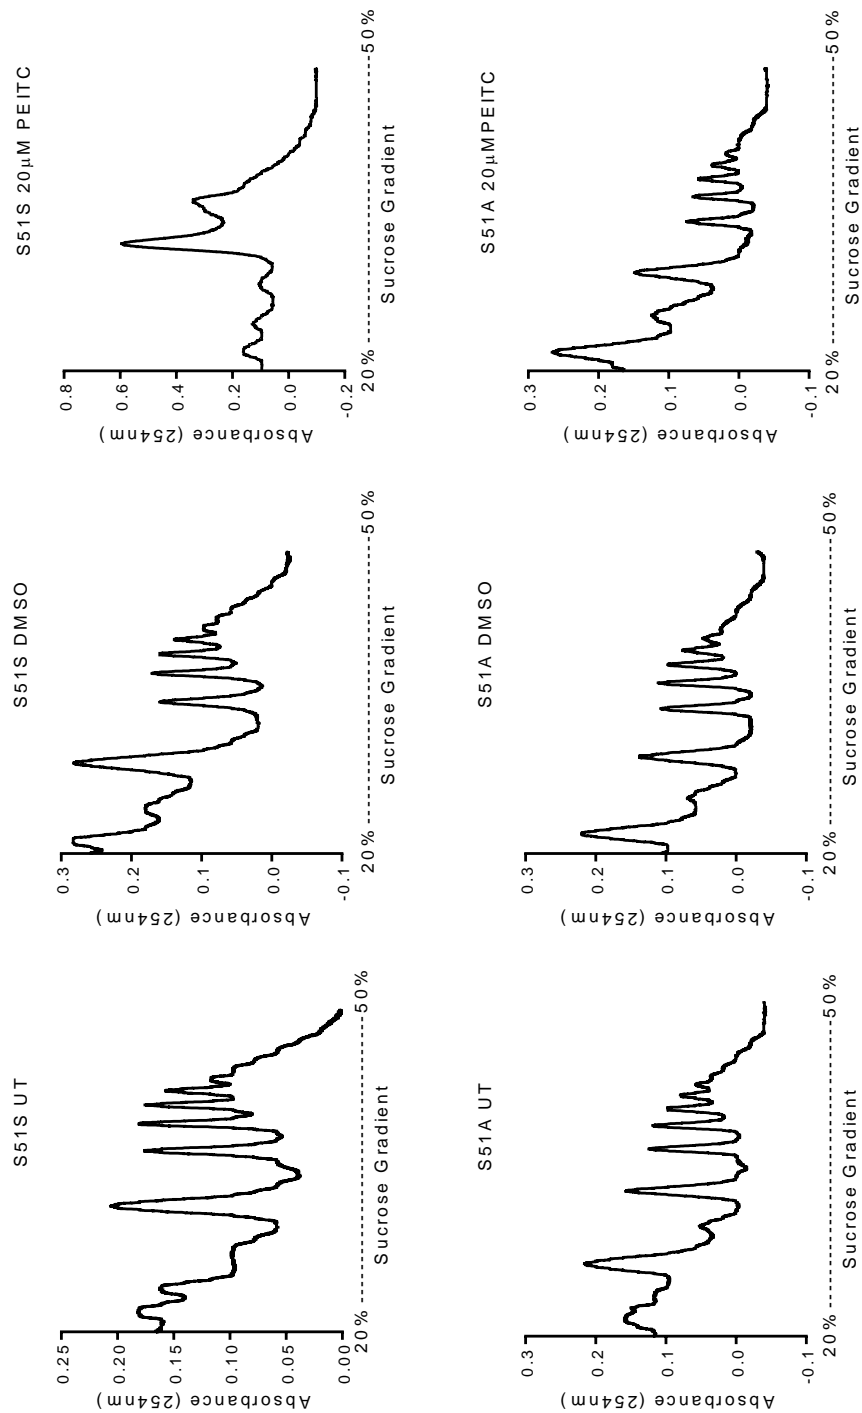 S51S UT
0.25
0.20
0.15
0.10
0.05
0.00
Absorbance (254nm)
20%--------------------50%
Sucrose Gradient
S51S DMSO
0.3
0.2
0.1
0.0
-0.1
Absorbance (254nm)
20%--------------------50%
Sucrose Gradient
S51S 20µM PEITC
0.8
0.6
0.4
0.2
0.0
-0.2
Absorbance (254nm)
20%--------------------50%
Sucrose Gradient
S51A UT
0.3
0.2
0.1
0.0
-0.1
Absorbance (254nm)
20%--------------------50%
Sucrose Gradient
S51A DMSO
0.3
0.2
0.1
0.0
-0.1
Absorbance (254nm)
20%--------------------50%
Sucrose Gradient
S51A 20µMPEITC
0.3
0.2
0.1
0.0
-0.1
Absorbance (254nm)
20%--------------------50%
Sucrose Gradient